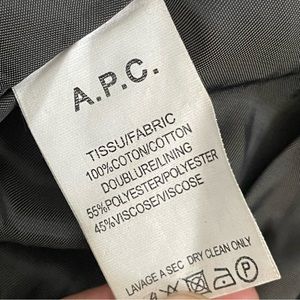 A.P.C.
TISSU/FABRIC
100%COTON/COTTON
DOUBLURE/LINING
55%POLYESTER/POLYESTER
45%VISCOSE/VISCOSE
LAVAGE A SEC DRY CLEAN ONLY